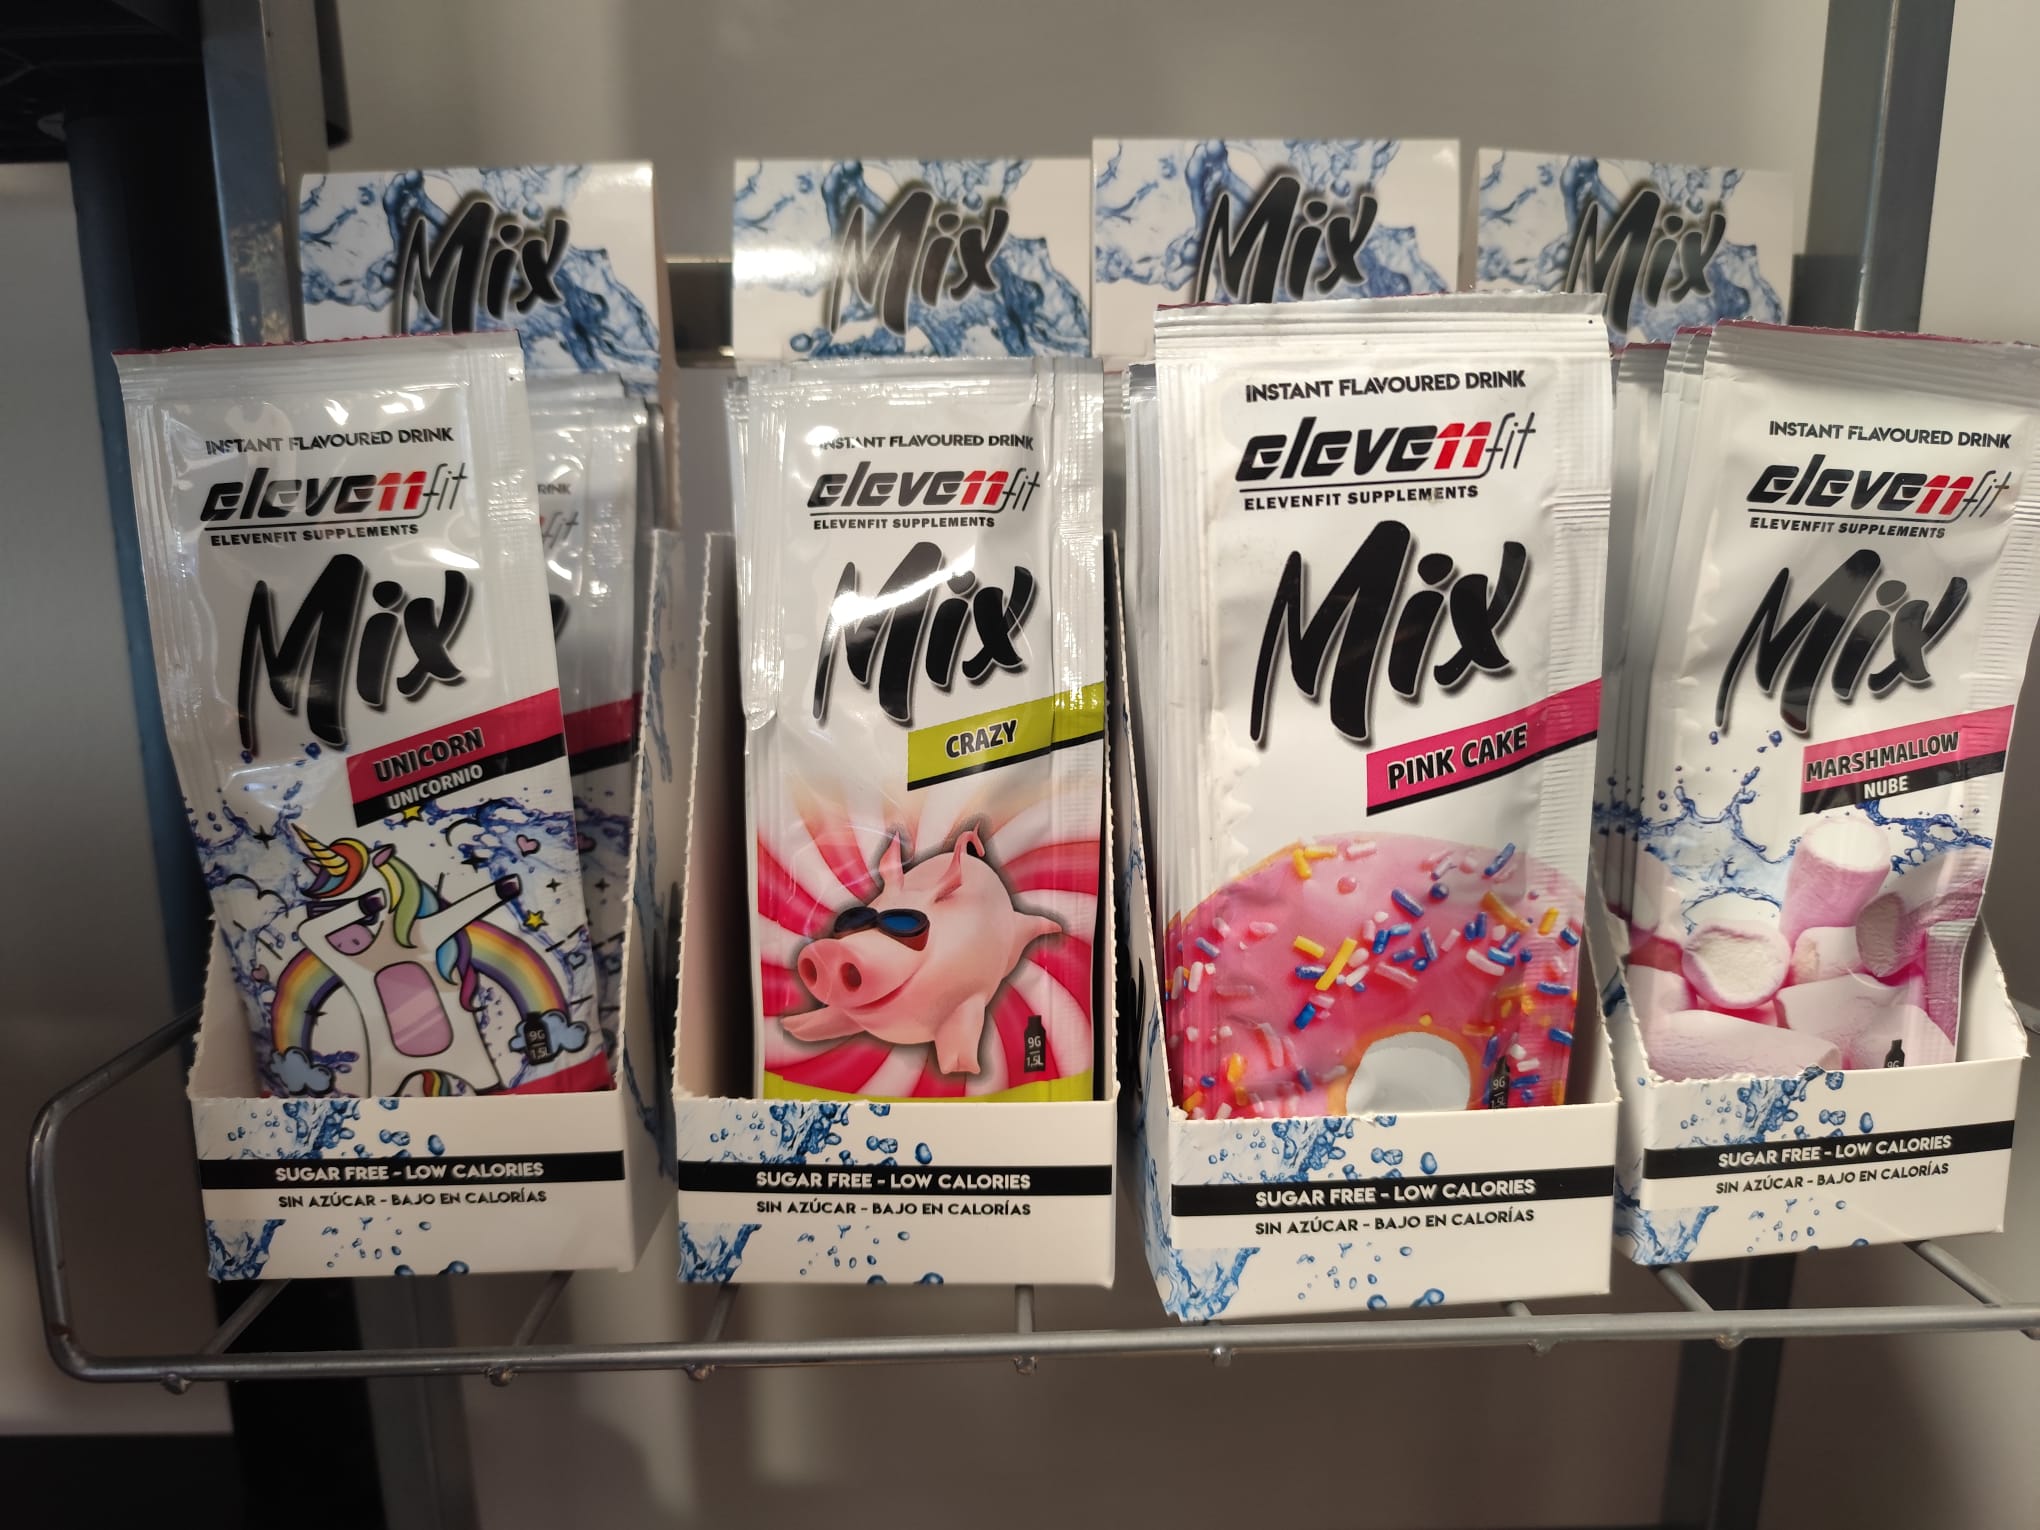 Mix
Mix
Mix
Mix
INSTANT FLAVOURED DRINK
eleve11fit
ELEVENFIT SUPPLEMENTS
Mix
UNICORN
UNICORNIO
9G
1,5L
SUGAR FREE - LOW CALORIES
SIN AZÚCAR - BAJO EN CALORÍAS
INSTANT FLAVOURED DRINK
eleve11fit
ELEVENFIT SUPPLEMENTS
Mix
CRAZY
9G
1,5L
SUGAR FREE - LOW CALORIES
SIN AZÚCAR - BAJO EN CALORÍAS
INSTANT FLAVOURED DRINK
eleve11fit
ELEVENFIT SUPPLEMENTS
Mix
PINK CAKE
9G
1,5L
SUGAR FREE - LOW CALORIES
SIN AZÚCAR - BAJO EN CALORÍAS
INSTANT FLAVOURED DRINK
eleve11fit
ELEVENFIT SUPPLEMENTS
Mix
MARSHMALLOW
NUBE
9G
SUGAR FREE - LOW CALORIES
SIN AZÚCAR - BAJO EN CALORÍAS